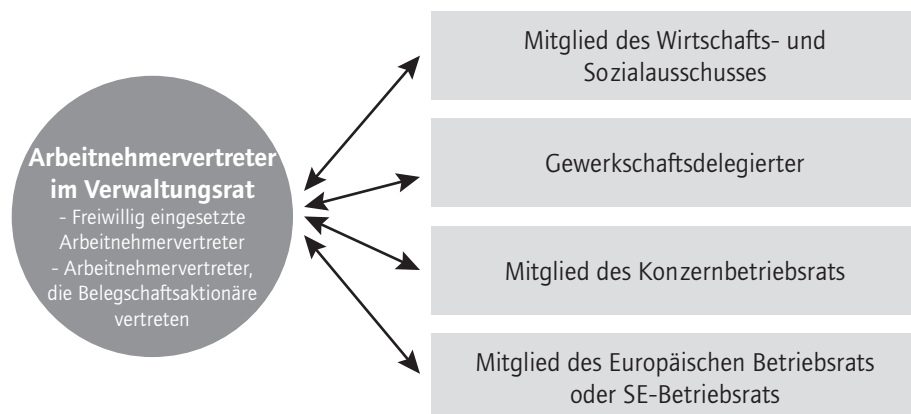 Arbeitnehmervertreter
im Verwaltungsrat
- Freiwillig eingesetzte
Arbeitnehmervertreter
- Arbeitnehmervertreter,
die Belegschaftsaktionäre
vertreten
Mitglied des Wirtschafts- und
Sozialausschusses
Gewerkschaftsdelegierter
Mitglied des Konzernbetriebsrats
Mitglied des Europäischen Betriebsrats
oder SE-Betriebsrats